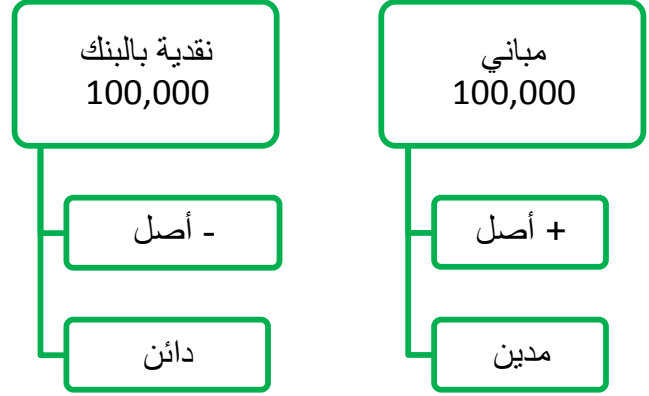 مباني
100,000
+ أصل
مدين
نقدية بالبنك
100,000
- أصل
دائن